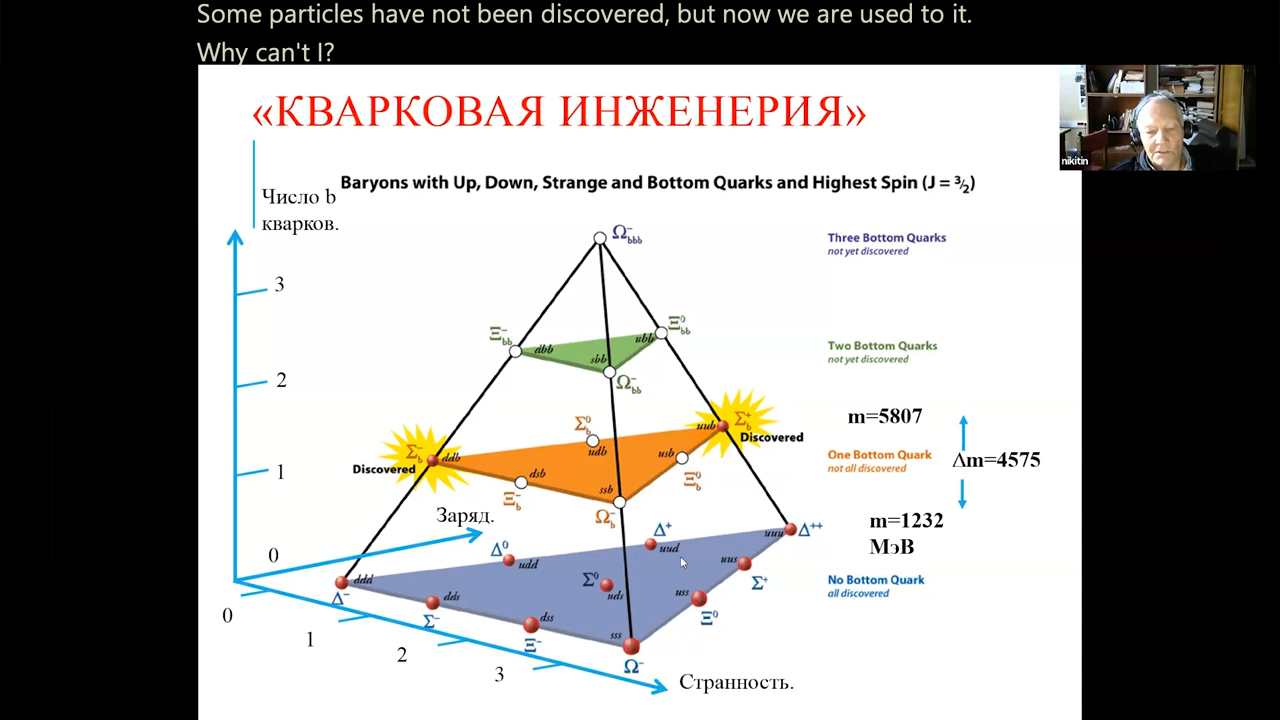 Some particles have not been discovered, but now we are used to it.
Why can't I?
«КВАРКОВАЯ ИНЖЕНЕРИЯ»
nikitin
Число b
кварков.
Baryons with Up, Down, Strange and Bottom Quarks and Highest Spin (J = 3/2)
Ω⁻bbb
Three Bottom Quarks
not yet discovered
3
Ξ⁻bb
dbb
sbb
ubb
Ξ⁰bb
Ω⁻bb
Two Bottom Quarks
not yet discovered
2
m=5807
Σ⁻b
ddb
Discovered
Σ⁰b
udb
uub
Σ⁺b
Discovered
One Bottom Quark
not all discovered
Δm=4575
1
dsb
Ξ⁻b
ssb
Ω⁻b
usb
Ξ⁰b
Заряд.
m=1232
МэВ
0
ddd
Δ⁻
Δ⁰
udd
Δ⁺
uud
uuu
Δ⁺⁺
No Bottom Quark
all discovered
dds
Σ⁻
Σ⁰
uds
uus
Σ⁺
dss
Ξ⁻
uss
Ξ⁰
sss
Ω⁻
0
1
2
3
Странность.